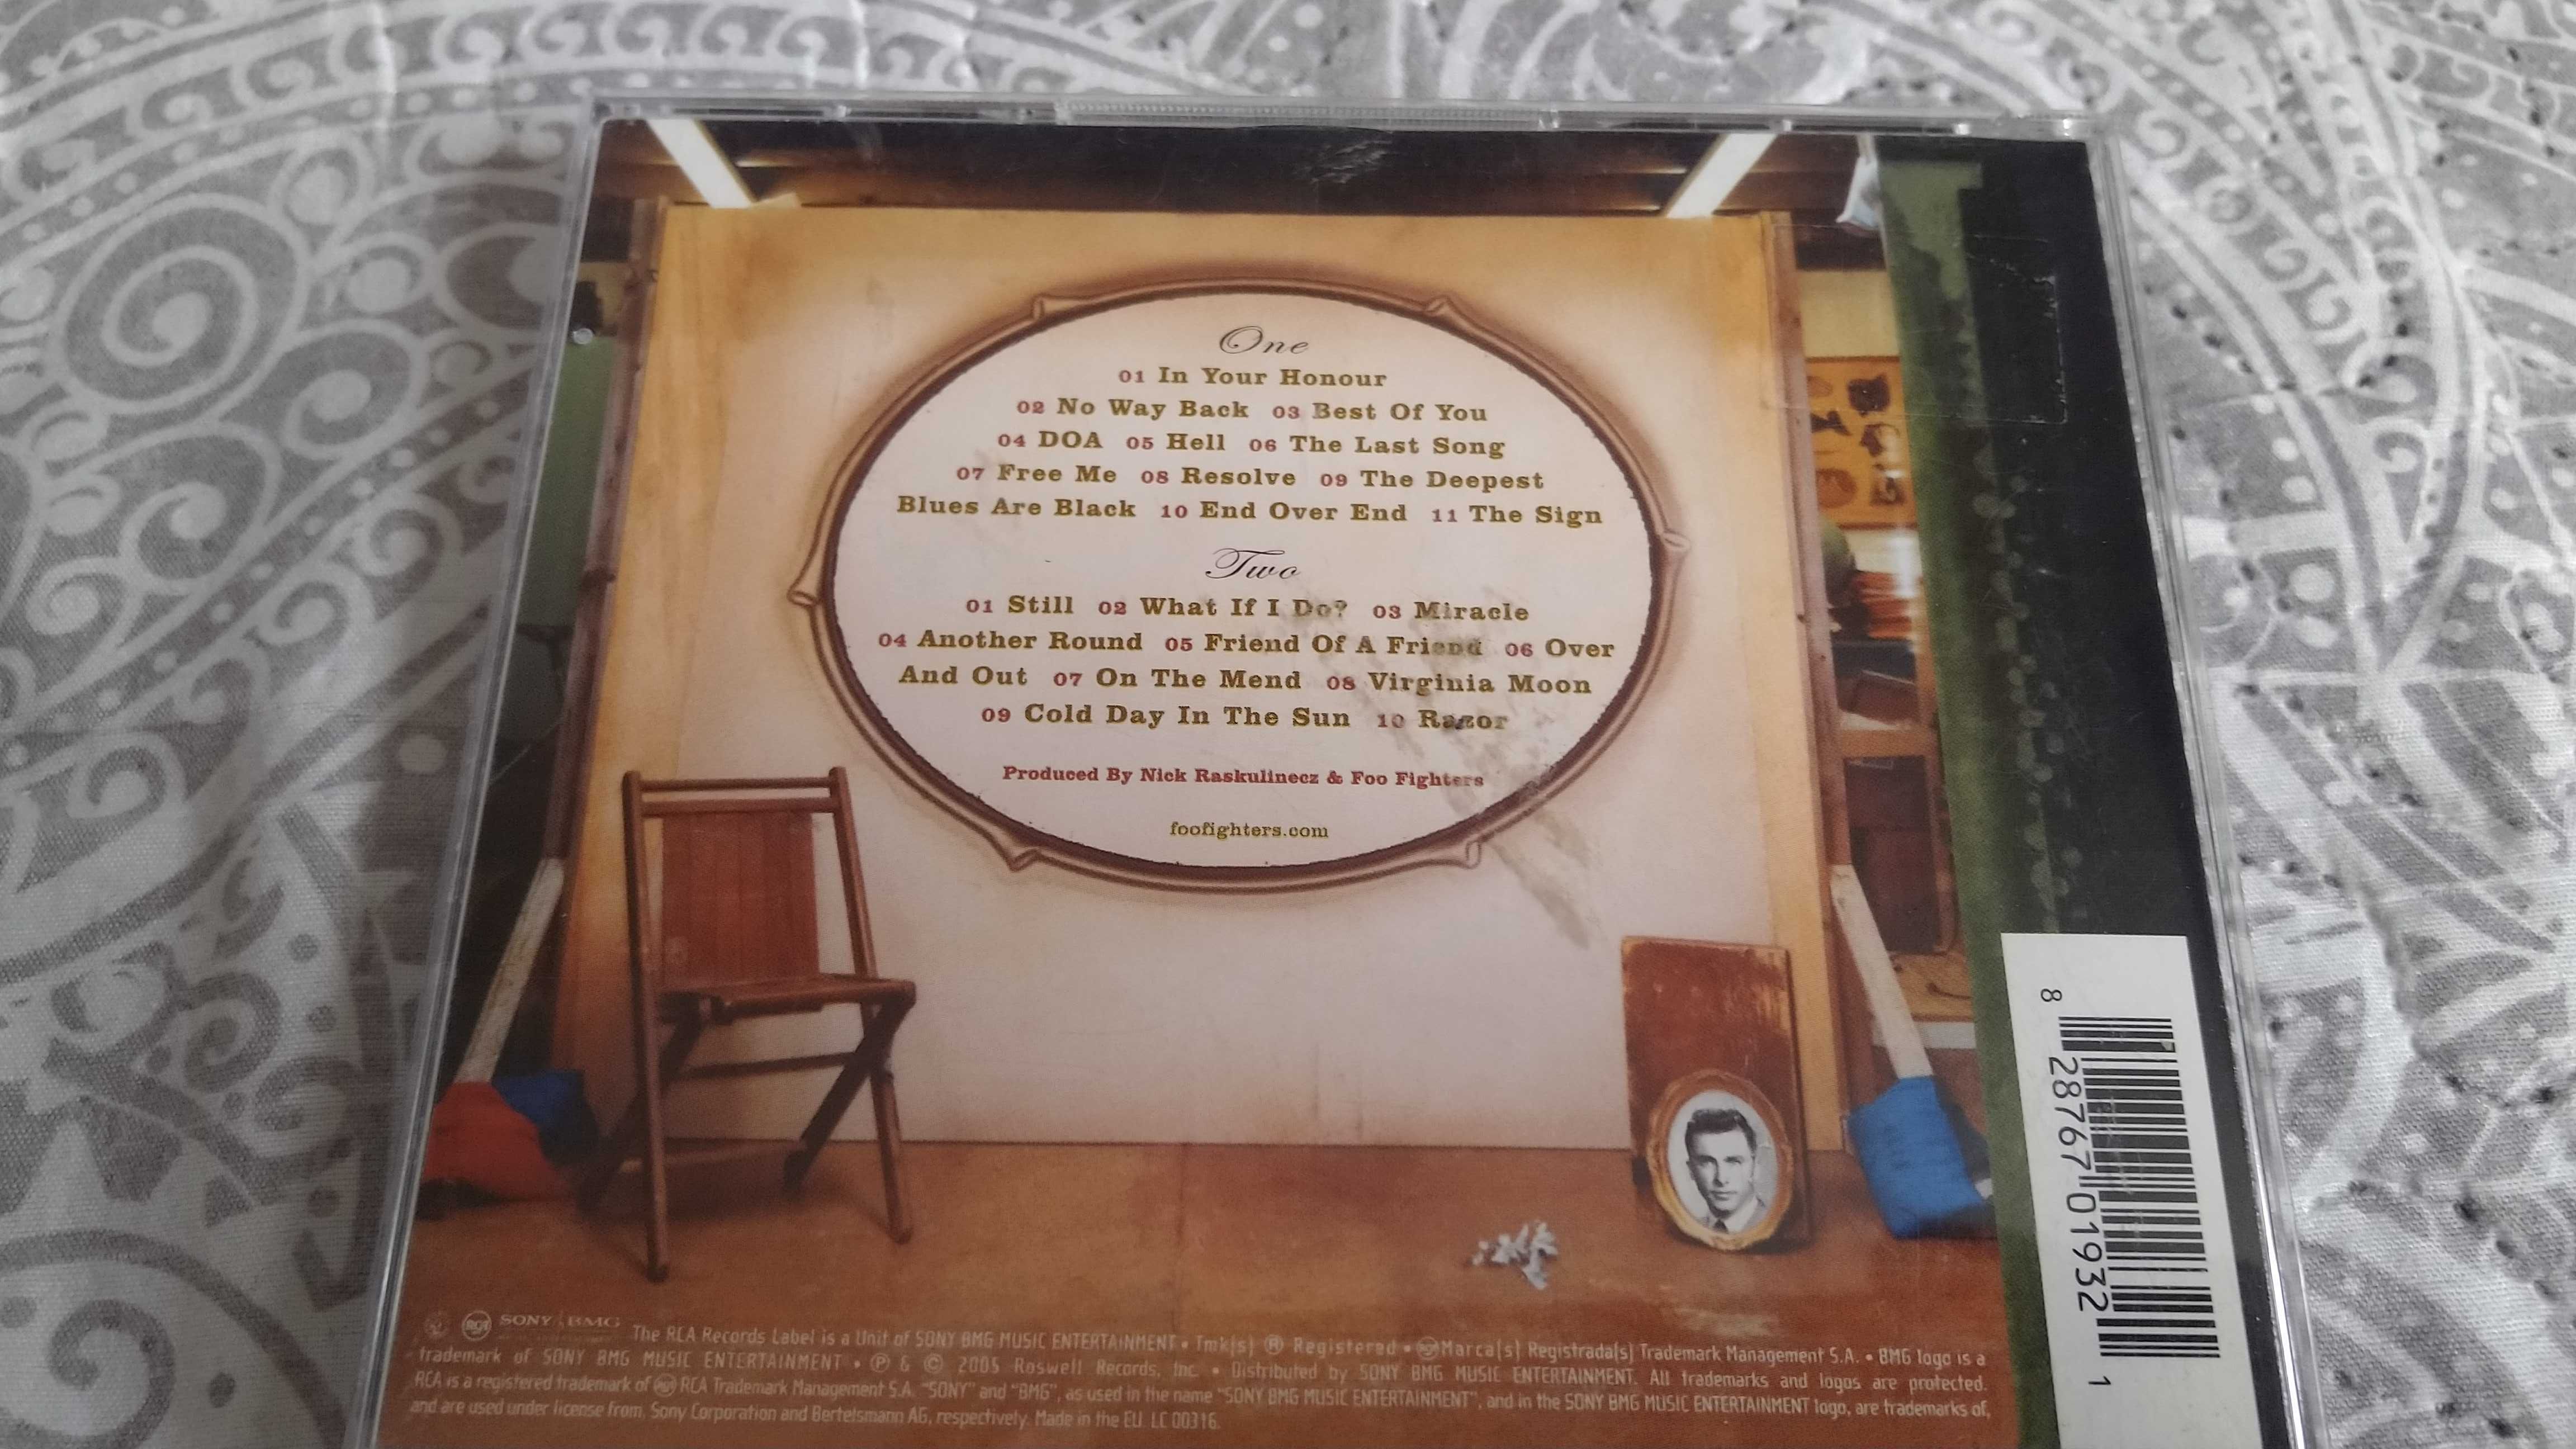 One
01 In Your Honour
02 No Way Back 03 Best Of You
04 DOA 05 Hell 06 The Last Song
07 Free Me 08 Resolve 09 The Deepest
Blues Are Black 10 End Over End 11 The Sign
Two
01 Still 02 What If I Do? 03 Miracle
04 Another Round 05 Friend Of A Friend 06 Over
And Out 07 On The Mend 08 Virginia Moon
09 Cold Day In The Sun 10 Razor
Produced By Nick Raskulinecz & Foo Fighters
foofighters.com
8 28767 01932 1
SONY BMG
The RCA Records Label is a Unit of SONY BMG MUSIC ENTERTAINMENT • Tmk(s) ® Registered • Marca(s) Registrada(s) Trademark Management S.A. • BMG logo is a
trademark of SONY BMG MUSIC ENTERTAINMENT • ℗ & © 2005 Roswell Records, Inc. • Distributed by SONY BMG MUSIC ENTERTAINMENT. All trademarks and logos are protected.
RCA is a registered trademark of RCA Trademark Management S.A. "SONY" and "BMG", as used in the name "SONY BMG MUSIC ENTERTAINMENT", and in the SONY BMG MUSIC ENTERTAINMENT logo, are trademarks of,
and are used under license from, Sony Corporation and Bertelsmann AG, respectively. Made in the EU. LC 00316.